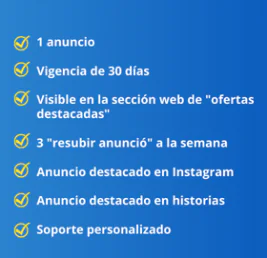 1 anuncio
Vigencia de 30 días
Visible en la sección web de "ofertas
destacadas"
3 "resubir anunció" a la semana
Anuncio destacado en Instagram
Anuncio destacado en historias
Soporte personalizado